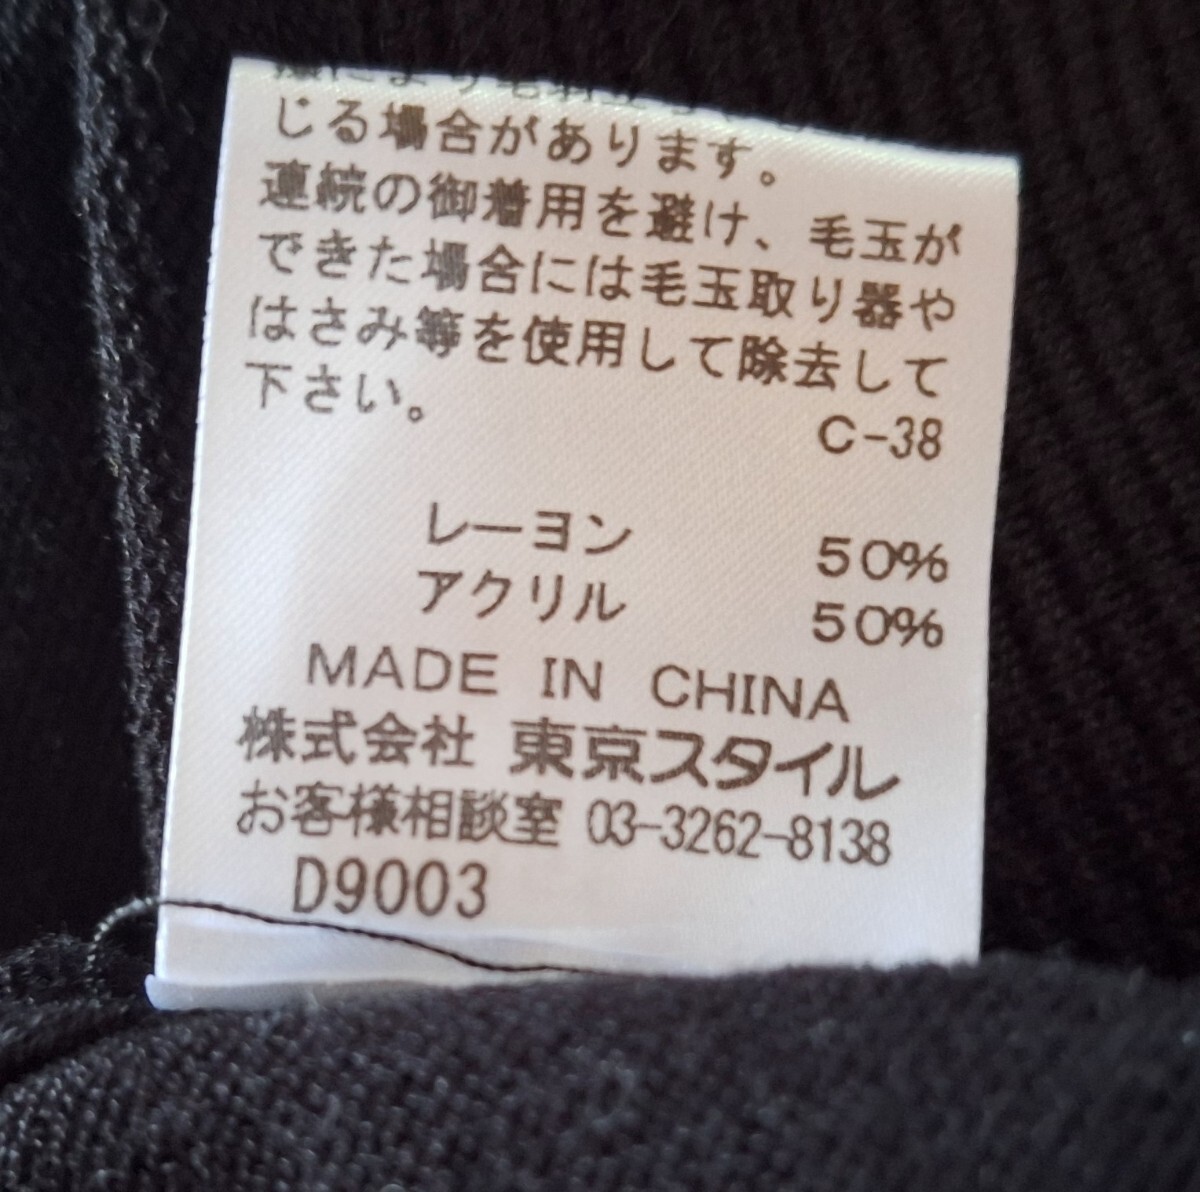 じる場合があります。
連続の御着用を避け、毛玉が
できた場合には毛玉取り器や
はさみ等を使用して除去して
下さい。
C-38
レーヨン 50%
アクリル 50%
MADE IN CHINA
株式会社 東京スタイル
お客様相談室 03-3262-8138
D9003